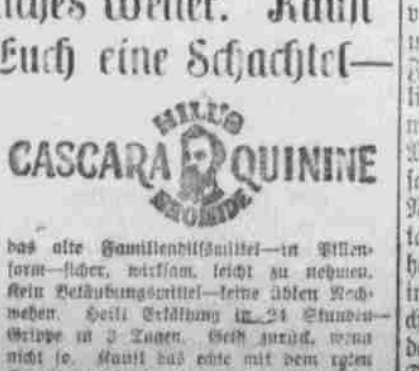 Wetter. Kauft
Euch eine Schachtel—
HILL'S
CASCARA QUININE
BROMIDE
das alte Familienhilfsmittel—in Pillen-
form—sicher, wirksam, leicht zu nehmen.
Kein Betäubungsmittel—keine üblen Nach-
wehen. Heilt Erkältung in 24 Stunden—
Grippe in 3 Tagen. Geld zurück, wenn
nicht so. Kauft das echte mit dem roten